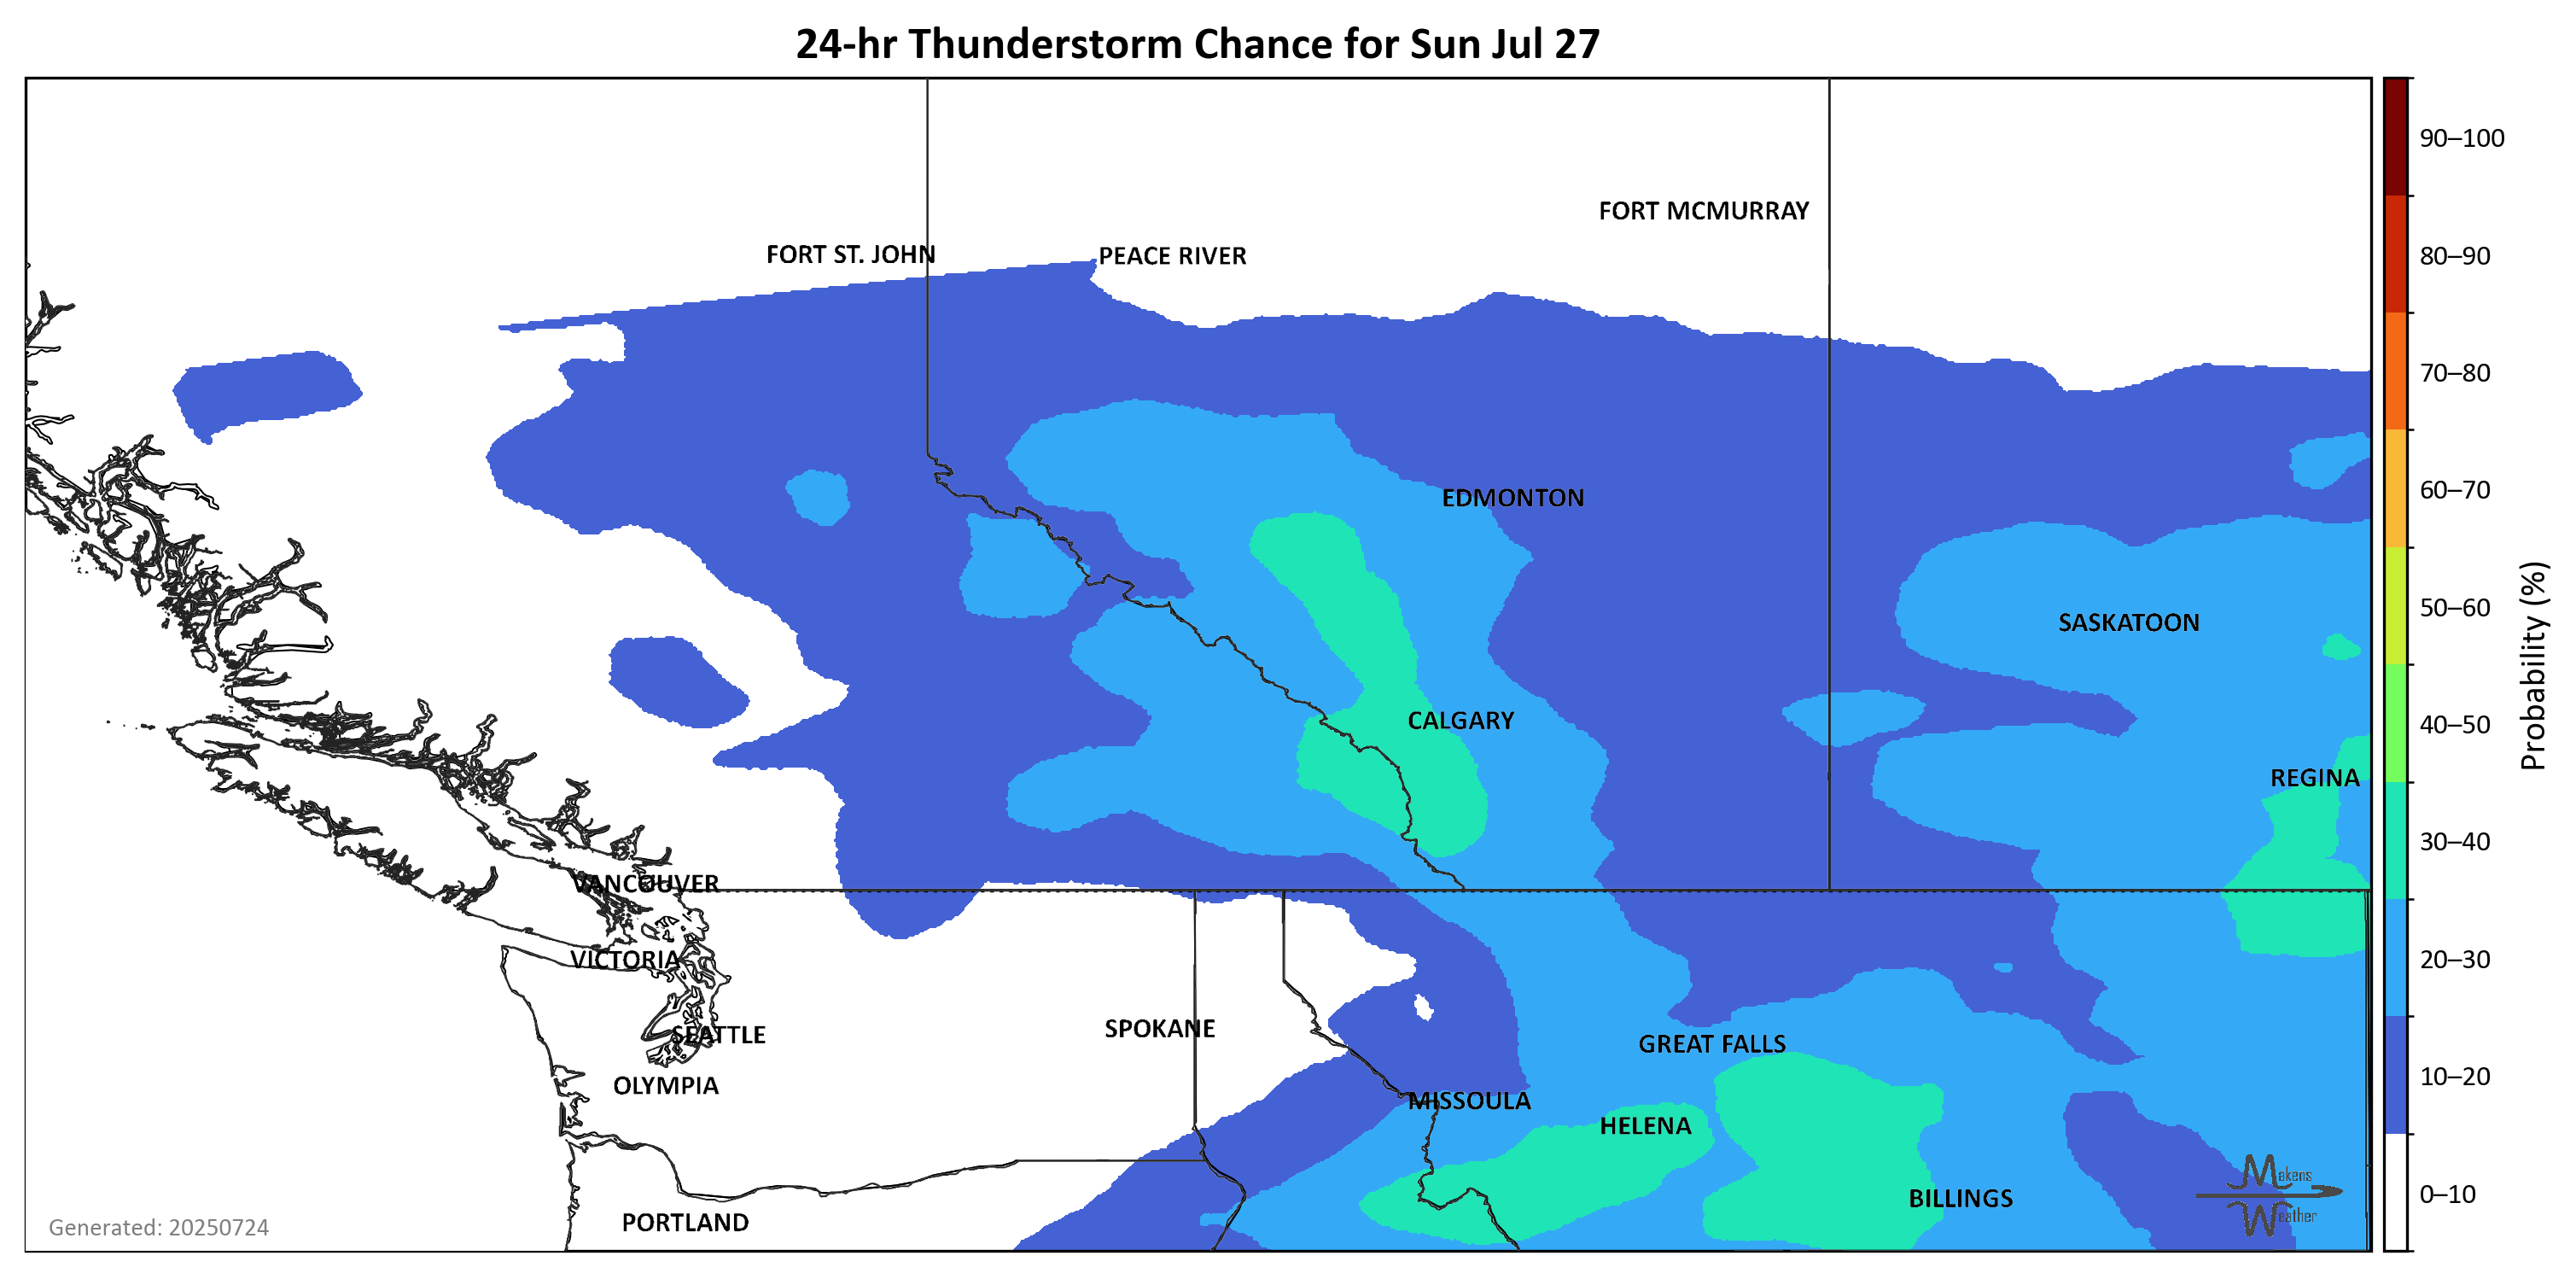 24-hr Thunderstorm Chance for Sun Jul 27
FORT MCMURRAY
FORT ST. JOHN
PEACE RIVER
EDMONTON
SASKATOON
CALGARY
REGINA
VANCOUVER
VICTORIA
SEATTLE
SPOKANE
GREAT FALLS
OLYMPIA
MISSOULA
HELENA
BILLINGS
PORTLAND
Generated: 20250724
Makens
Weather
90–100
80–90
70–80
60–70
50–60
40–50
30–40
20–30
10–20
0–10
Probability (%)